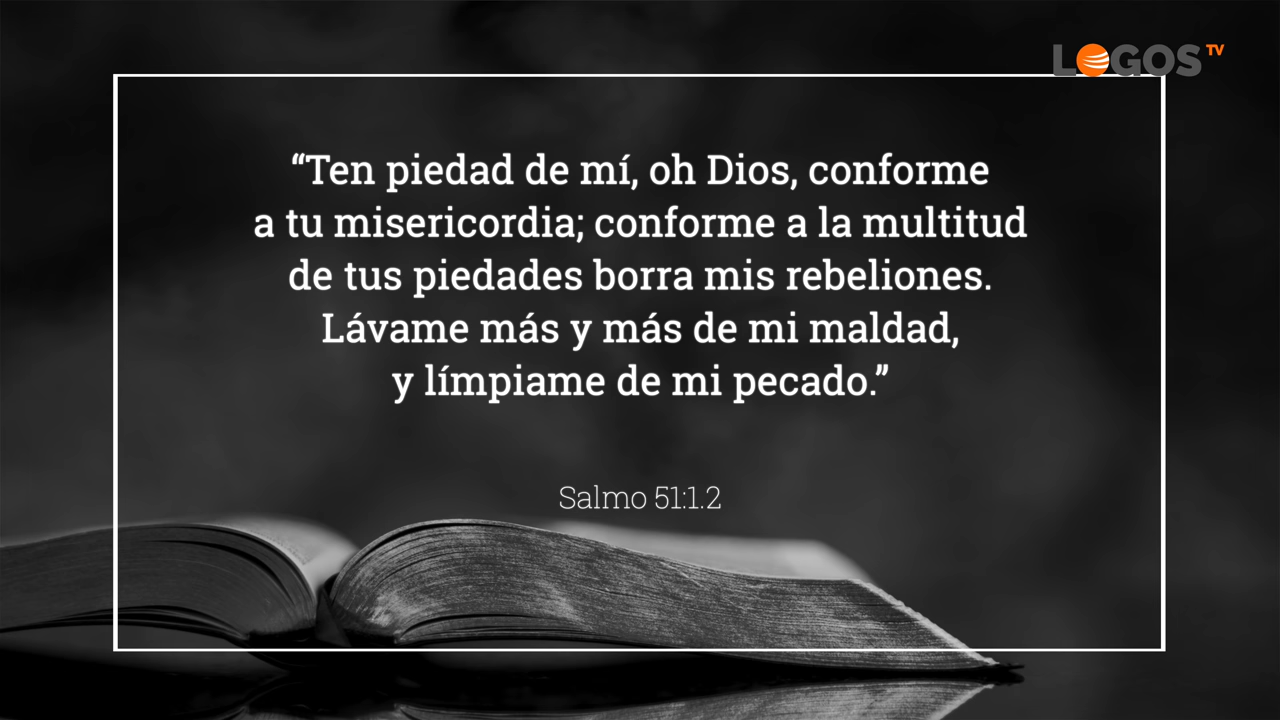 LOGOS TV
“Ten piedad de mí, oh Dios, conforme
a tu misericordia; conforme a la multitud
de tus piedades borra mis rebeliones.
Lávame más y más de mi maldad,
y límpiame de mi pecado.”
Salmo 51:1.2